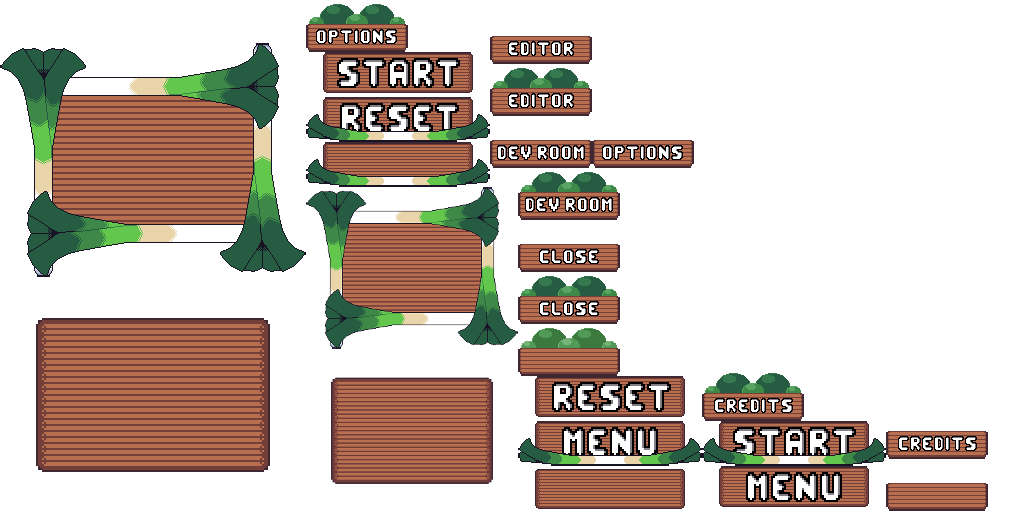 OPTIONS
START
EDITOR
RESET
EDITOR
DEV ROOM
OPTIONS
DEV ROOM
CLOSE
CLOSE
RESET
CREDITS
MENU
START
CREDITS
MENU